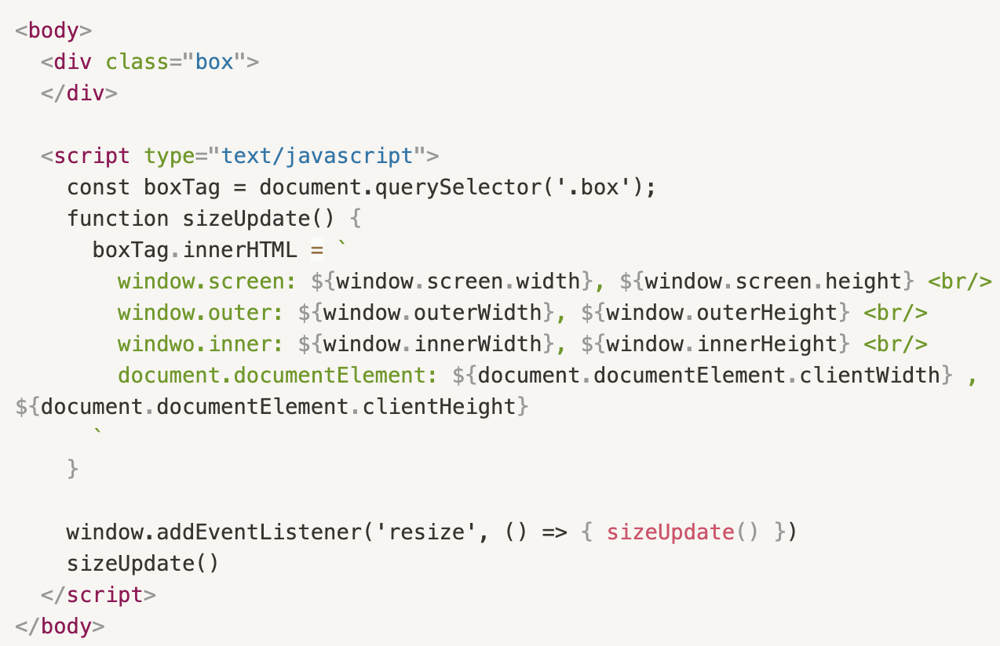 <body>
  <div class="box">
  </div>

  <script type="text/javascript">
    const boxTag = document.querySelector('.box');
    function sizeUpdate() {
      boxTag.innerHTML = `
        window.screen: ${window.screen.width}, ${window.screen.height} <br/>
        window.outer: ${window.outerWidth}, ${window.outerHeight} <br/>
        windwo.inner: ${window.innerWidth}, ${window.innerHeight} <br/>
        document.documentElement: ${document.documentElement.clientWidth} ,
${document.documentElement.clientHeight}
      `
    }

    window.addEventListener('resize', () => { sizeUpdate() })
    sizeUpdate()
  </script>
</body>